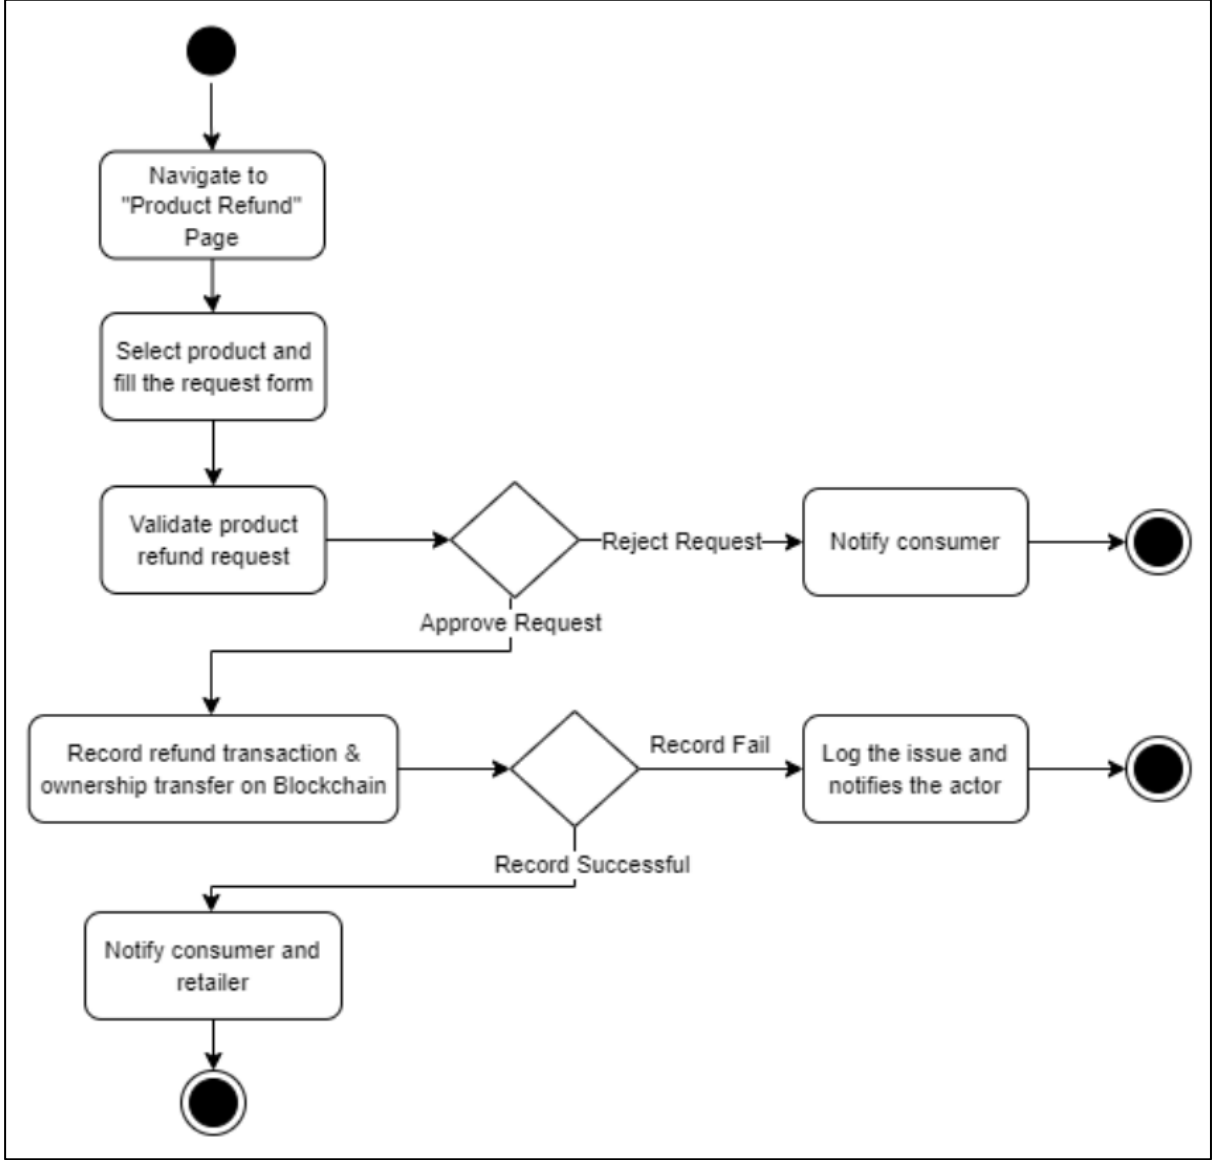 Navigate to
"Product Refund"
Page
Select product and
fill the request form
Validate product
refund request
Reject Request
Notify consumer
Approve Request
Record refund transaction &
ownership transfer on Blockchain
Record Fail
Log the issue and
notifies the actor
Record Successful
Notify consumer and
retailer